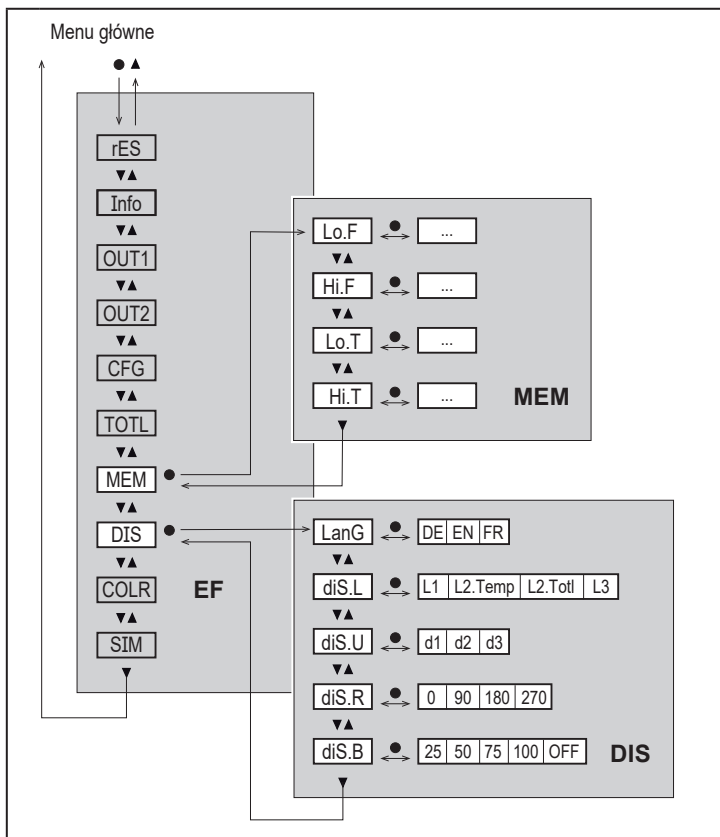 Menu główne
rES
Info
OUT1
OUT2
CFG
TOTL
MEM
DIS
COLR
SIM
EF
Lo.F ...
Hi.F ...
Lo.T ...
Hi.T ...
MEM
LanG DE EN FR
diS.L L1 L2.Temp L2.Totl L3
diS.U d1 d2 d3
diS.R 0 90 180 270
diS.B 25 50 75 100 OFF
DIS